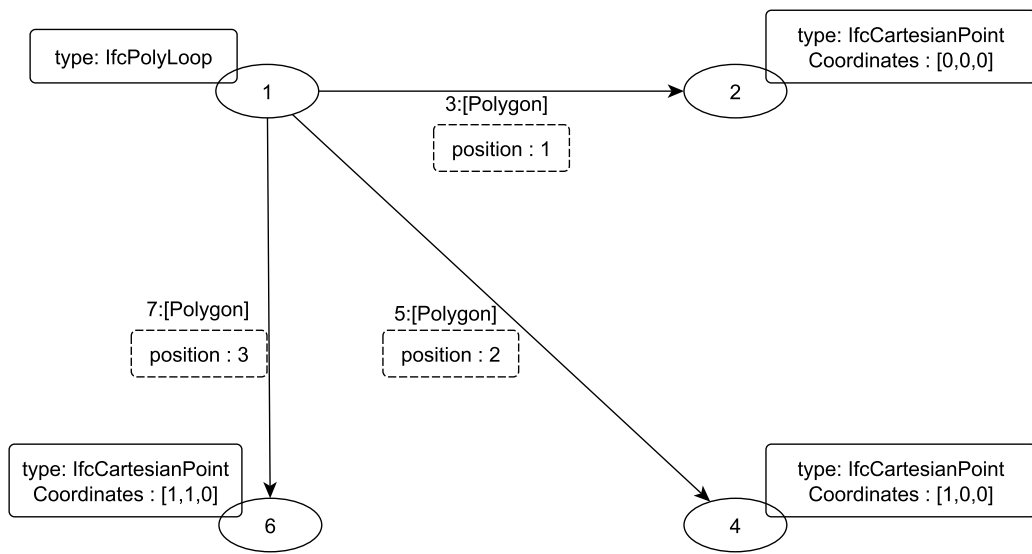 type: IfcPolyLoop
1
2
type: IfcCartesianPoint
Coordinates : [0,0,0]
3:[Polygon]
position : 1
7:[Polygon]
position : 3
5:[Polygon]
position : 2
type: IfcCartesianPoint
Coordinates : [1,1,0]
6
4
type: IfcCartesianPoint
Coordinates : [1,0,0]